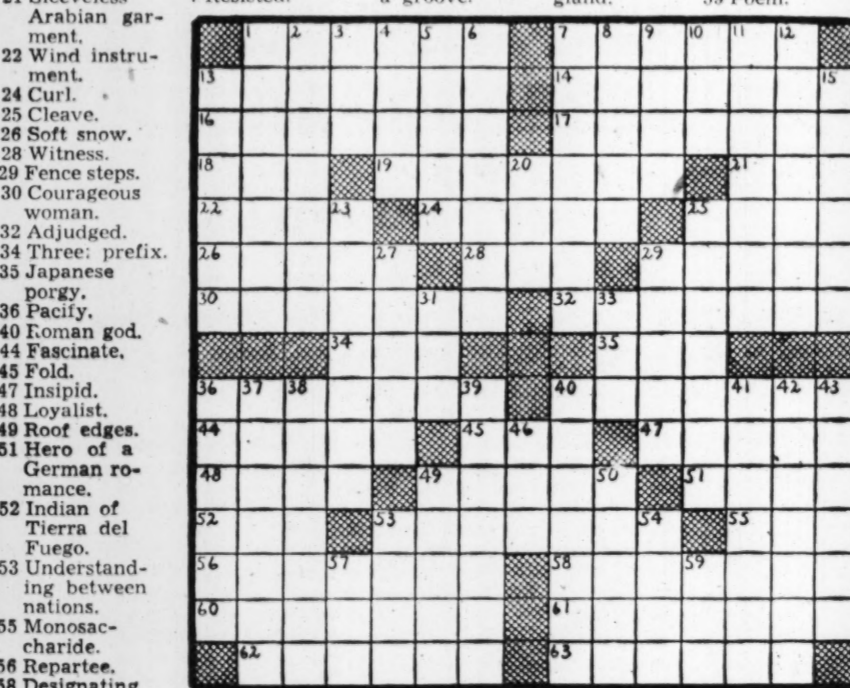 21 Sleeveless
Arabian gar-
ment.
22 Wind instru-
ment.
24 Curl.
25 Cleave.
26 Soft snow.
28 Witness.
29 Fence steps.
30 Courageous
woman.
32 Adjudged.
34 Three: prefix.
35 Japanese
porgy.
36 Pacify.
40 Roman god.
44 Fascinate.
45 Fold.
47 Insipid.
48 Loyalist.
49 Roof edges.
51 Hero of a
German ro-
mance.
52 Indian of
Tierra del
Fuego.
53 Understand-
ing between
nations.
55 Monosac-
charide.
56 Repartee.
58 Designating
a groove.
gland.
59 Poem.
1 2 3 4 5 6 7 8 9 10 11 12
13 14 15
16 17
18 19 20 21
22 23 24 25
26 27 28 29
30 31 32 33
34 35
36 37 38 39 40 41 42 43
44 45 46 47
48 49 50 51
52 53 54 55
56 57 58 59
60 61
62 63